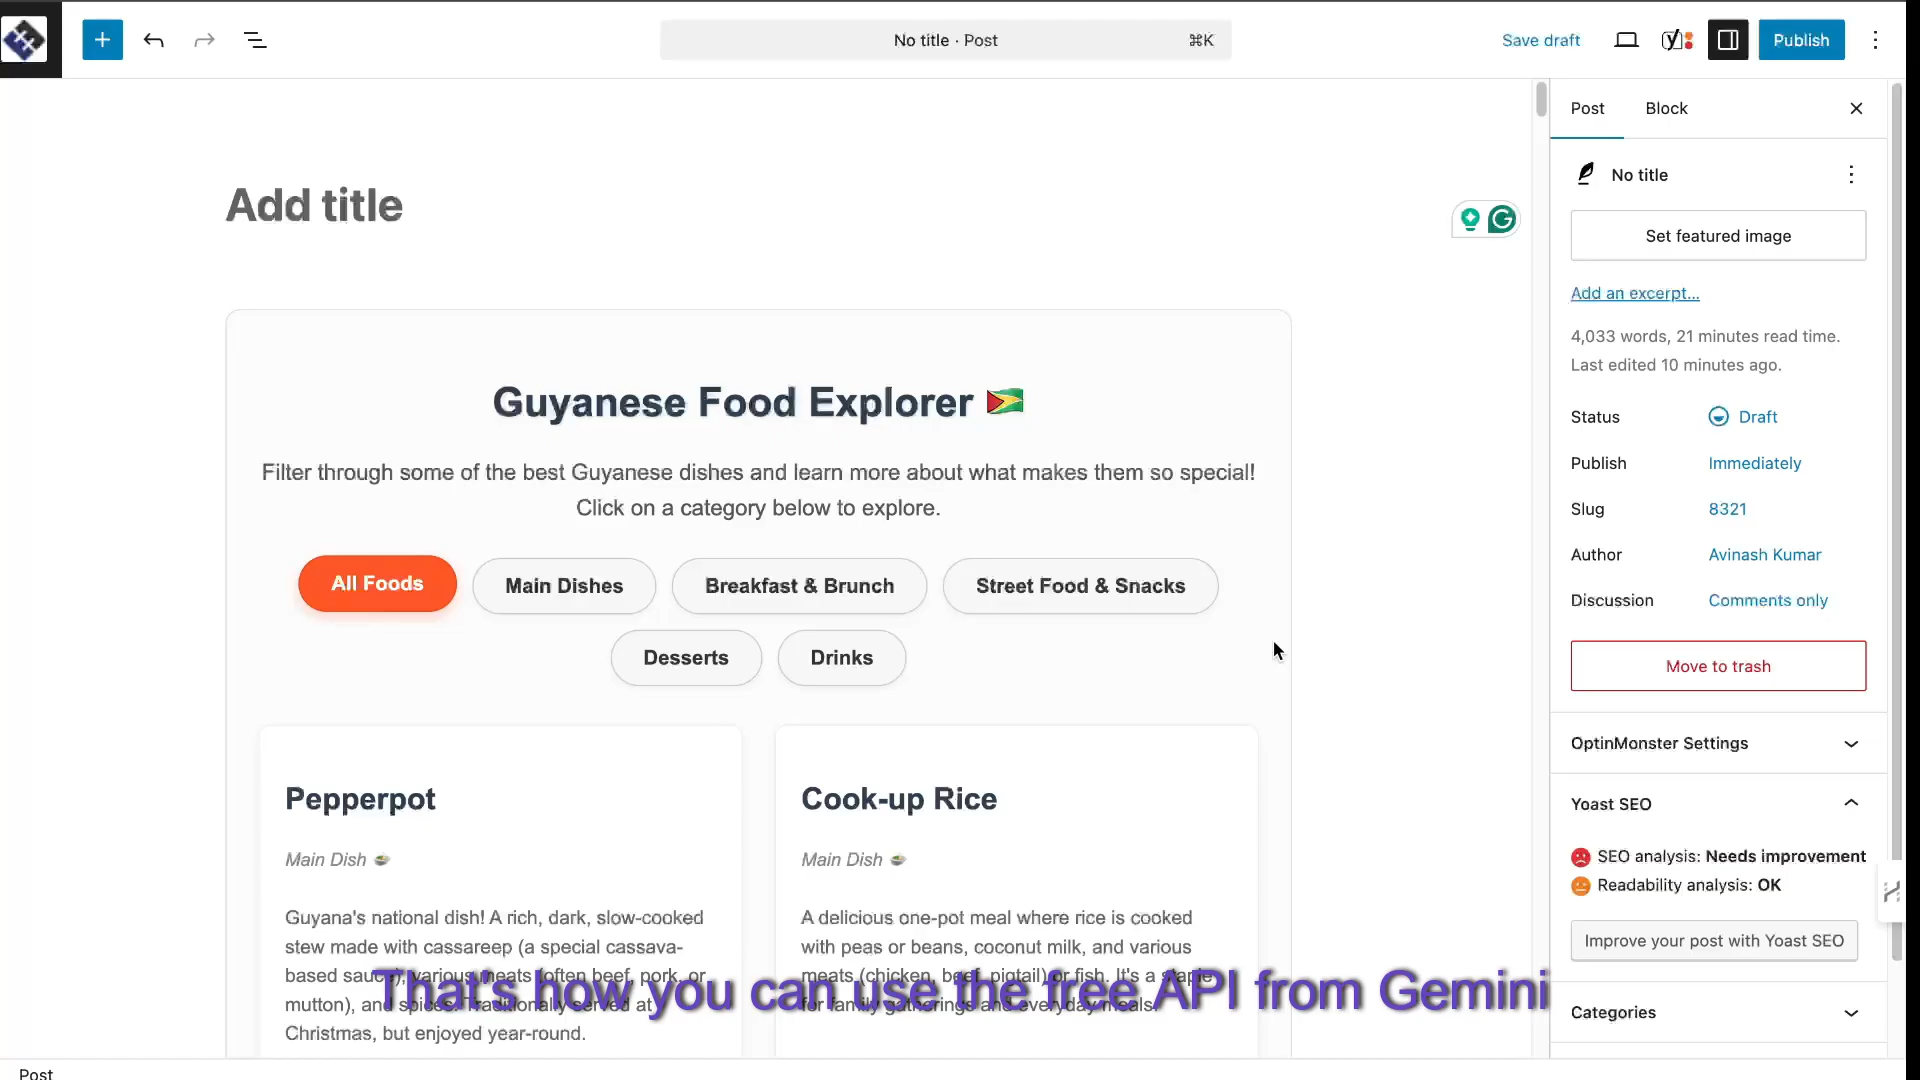 No title · Post ⌘K
Save draft
Publish
Post Block
No title
Set featured image
Add an excerpt...
4,033 words, 21 minutes read time.
Last edited 10 minutes ago.
Status Draft
Publish Immediately
Slug 8321
Author Avinash Kumar
Discussion Comments only
Move to trash
OptinMonster Settings
Yoast SEO
SEO analysis: Needs improvement
Readability analysis: OK
Improve your post with Yoast SEO
Categories
Add title
Guyanese Food Explorer 🇬🇾
Filter through some of the best Guyanese dishes and learn more about what makes them so special!
Click on a category below to explore.
All Foods
Main Dishes
Breakfast & Brunch
Street Food & Snacks
Desserts
Drinks
Pepperpot
Main Dish
Guyana's national dish! A rich, dark, slow-cooked
stew made with cassareep (a special cassava-
based sauce), various meats (often beef, pork, or
mutton), and spices. Traditionally served at
Christmas, but enjoyed year-round.
Cook-up Rice
Main Dish
A delicious one-pot meal where rice is cooked
with peas or beans, coconut milk, and various
meats (chicken, beef, pigtail) or fish. It's a staple
for family gatherings and everyday meals.
That's how you can use the free API from Gemini
Post